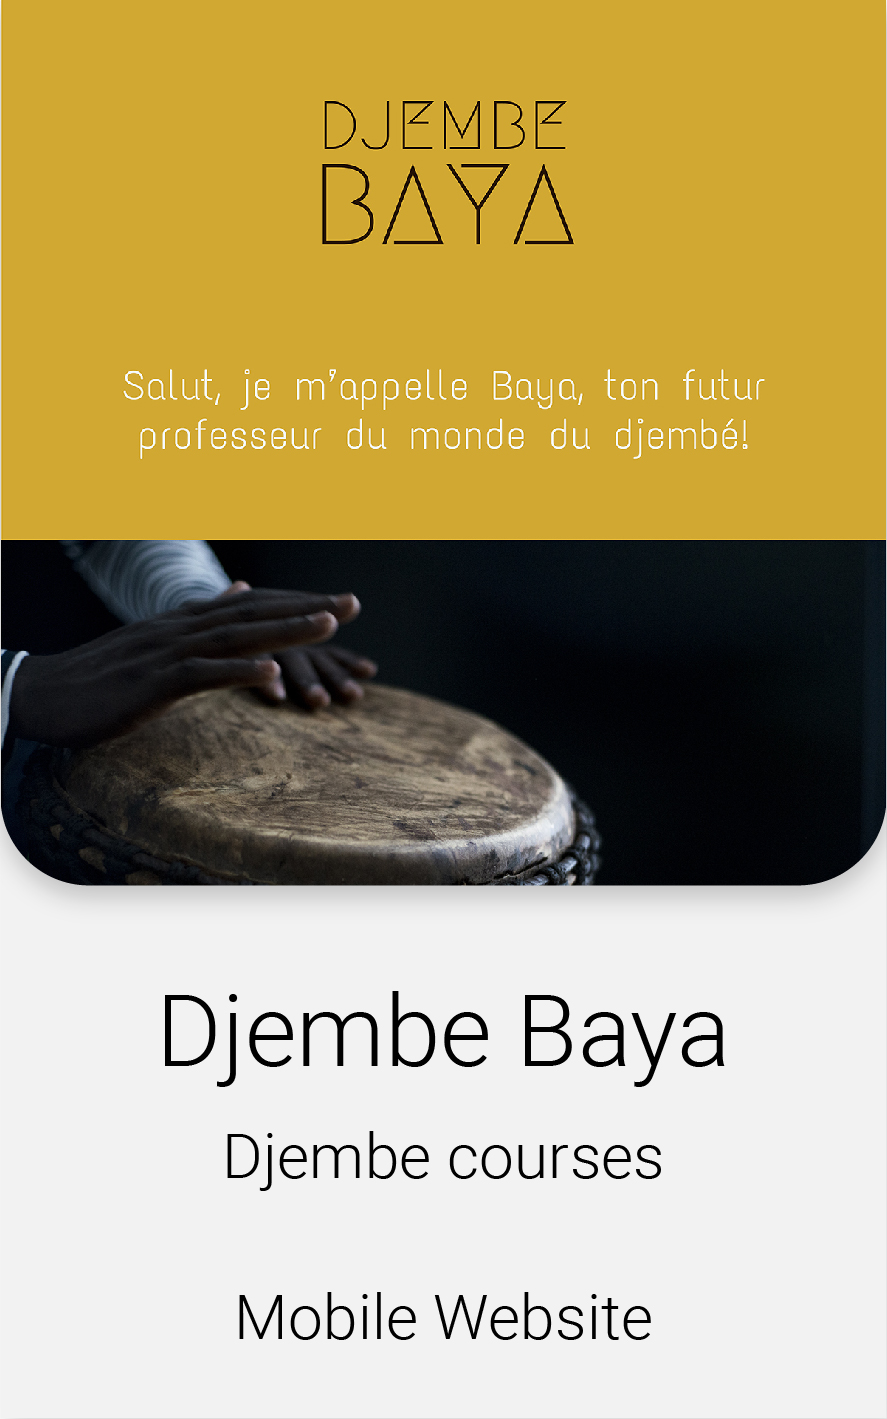 DJEMBE
BAYA
Salut, je m'appelle Baya, ton futur
professeur du monde du djembé!
Djembe Baya
Djembe courses
Mobile Website